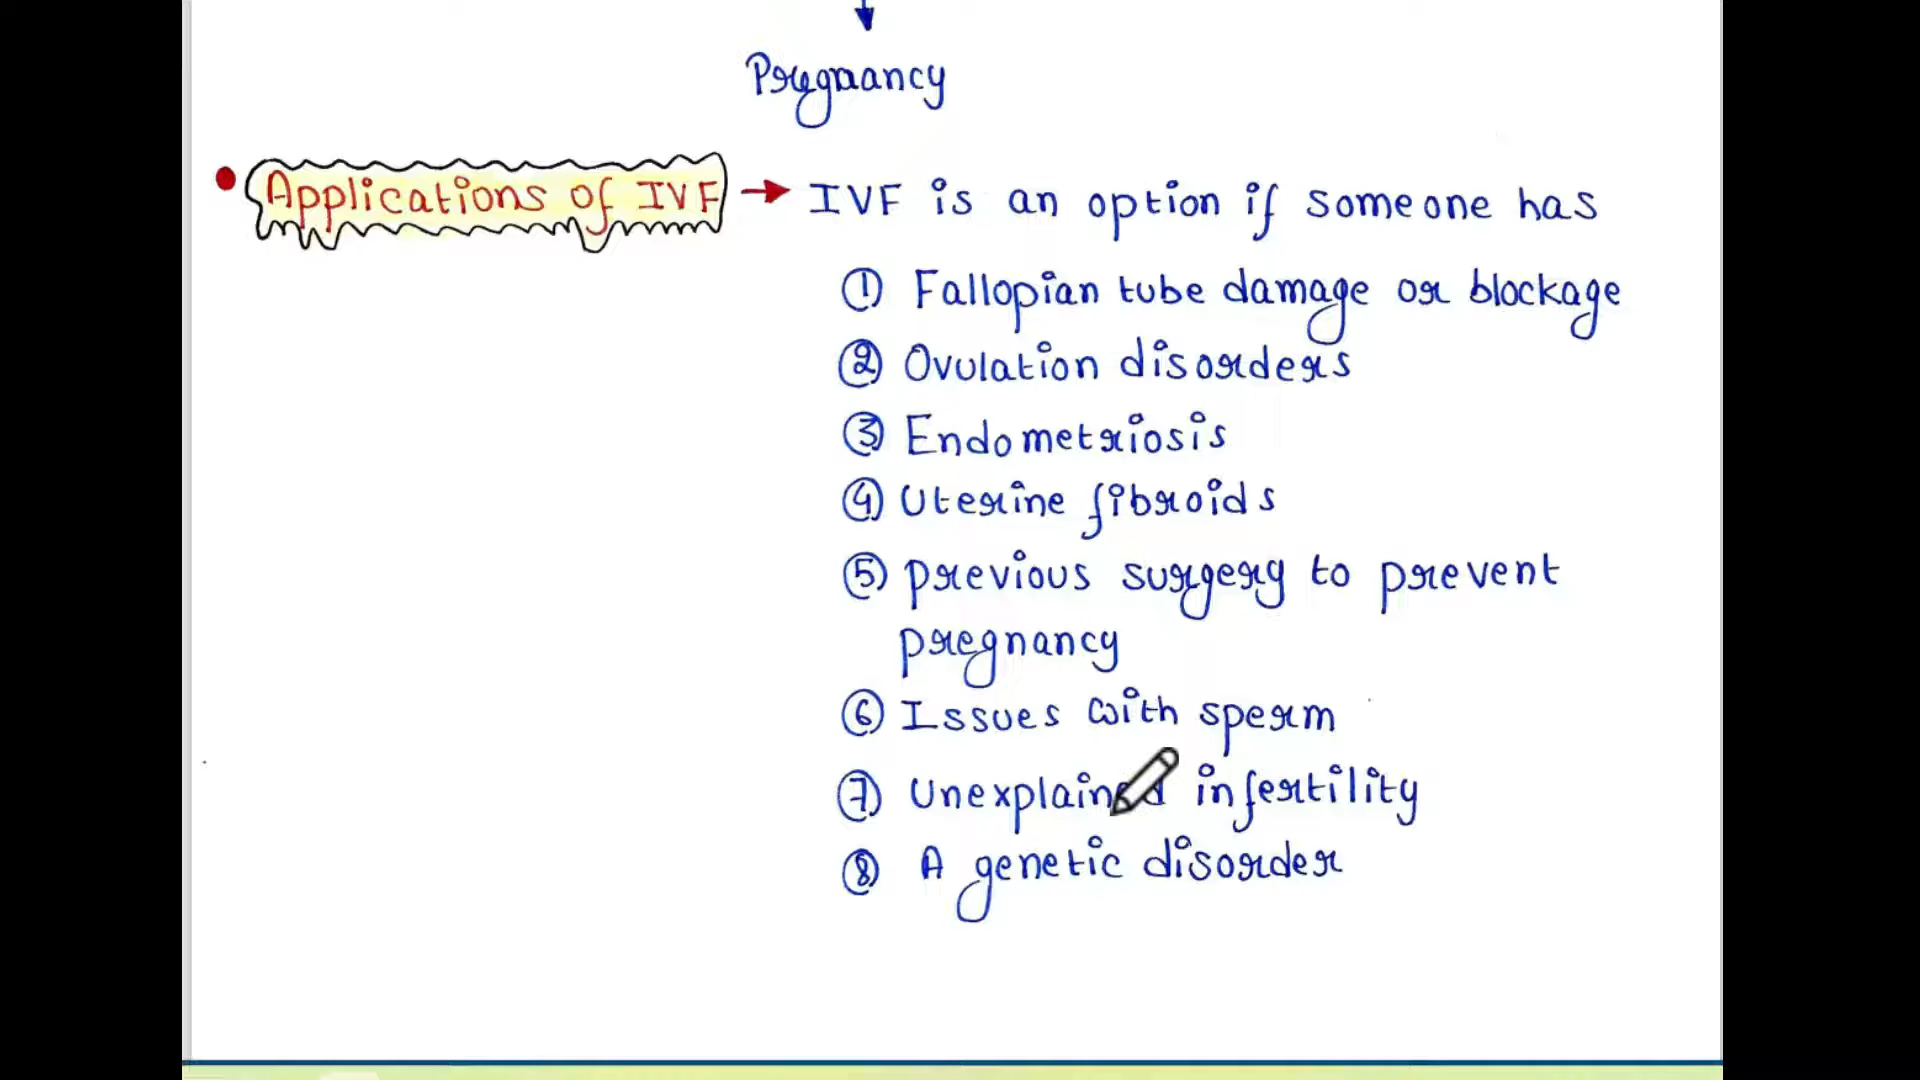 Pregnancy
• Applications of IVF → IVF is an option if someone has
① Fallopian tube damage or blockage
② Ovulation disorders
③ Endometriosis
④ Uterine fibroids
⑤ previous surgery to prevent
pregnancy
⑥ Issues with sperm
⑦ Unexplained infertility
⑧ A genetic disorder